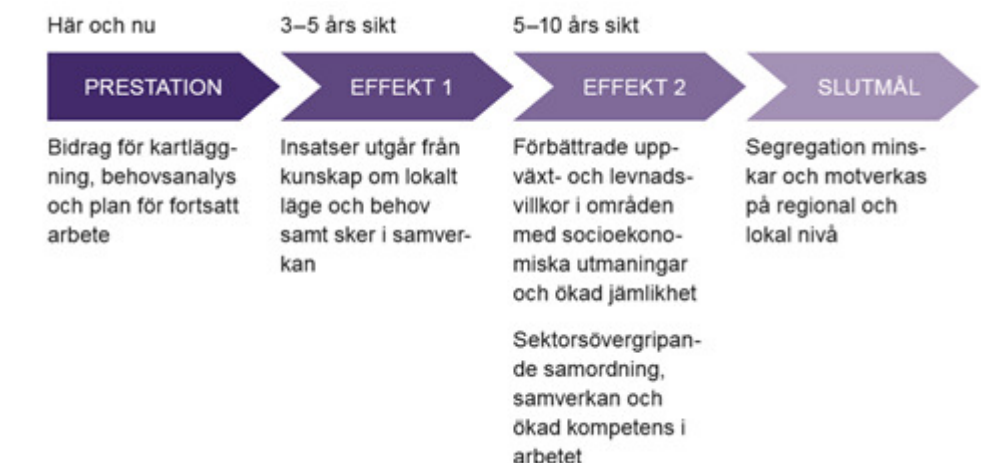 Här och nu
3–5 års sikt
5–10 års sikt
PRESTATION
EFFEKT 1
EFFEKT 2
SLUTMÅL
Bidrag för kartlägg-
ning, behovsanalys
och plan för fortsatt
arbete
Insatser utgår från
kunskap om lokalt
läge och behov
samt sker i samver-
kan
Förbättrade upp-
växt- och levnads-
villkor i områden
med socioekono-
miska utmaningar
och ökad jämlikhet
Sektorsövergripan-
de samordning,
samverkan och
ökad kompetens i
arbetet
Segregation mins-
kar och motverkas
på regional och
lokal nivå